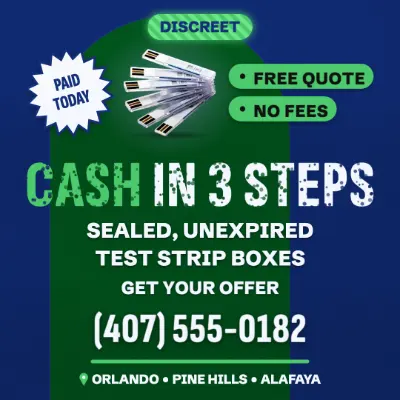 DISCREET
PAID
TODAY
• FREE QUOTE
• NO FEES
CASH IN 3 STEPS
SEALED, UNEXPIRED
TEST STRIP BOXES
GET YOUR OFFER
(407) 555-0182
ORLANDO • PINE HILLS • ALAFAYA